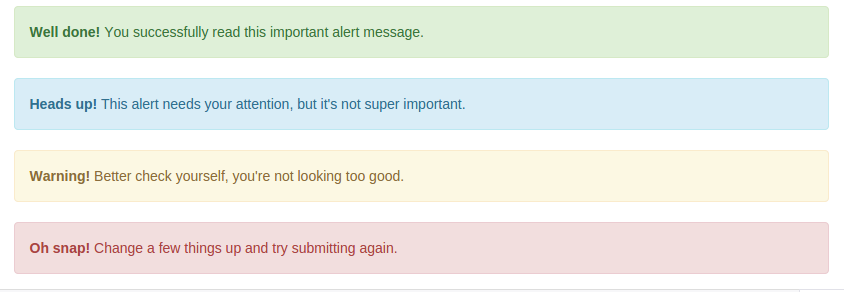 Well done! You successfully read this important alert message.
Heads up! This alert needs your attention, but it's not super important.
Warning! Better check yourself, you're not looking too good.
Oh snap! Change a few things up and try submitting again.